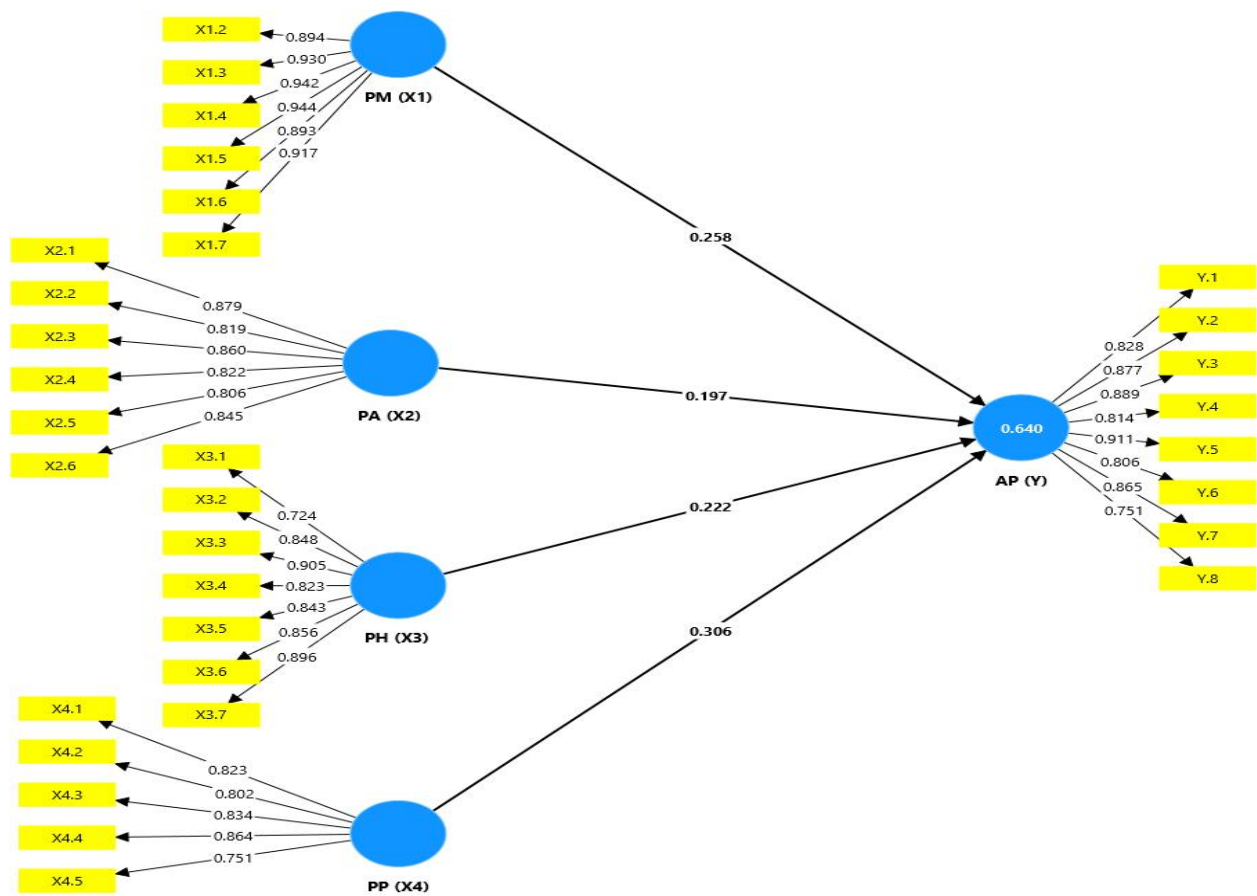 X1.2
X1.3
X1.4
X1.5
X1.6
X1.7
0.894
0.930
0.942
0.944
0.893
0.917
PM (X1)
0.258
X2.1
X2.2
X2.3
X2.4
X2.5
X2.6
0.879
0.819
0.860
0.822
0.806
0.845
PA (X2)
0.197
X3.1
X3.2
X3.3
X3.4
X3.5
X3.6
X3.7
0.724
0.848
0.905
0.823
0.843
0.856
0.896
PH (X3)
0.222
X4.1
X4.2
X4.3
X4.4
X4.5
0.823
0.802
0.834
0.864
0.751
PP (X4)
0.306
0.640
AP (Y)
0.828
0.877
0.889
0.814
0.911
0.806
0.865
0.751
Y.1
Y.2
Y.3
Y.4
Y.5
Y.6
Y.7
Y.8